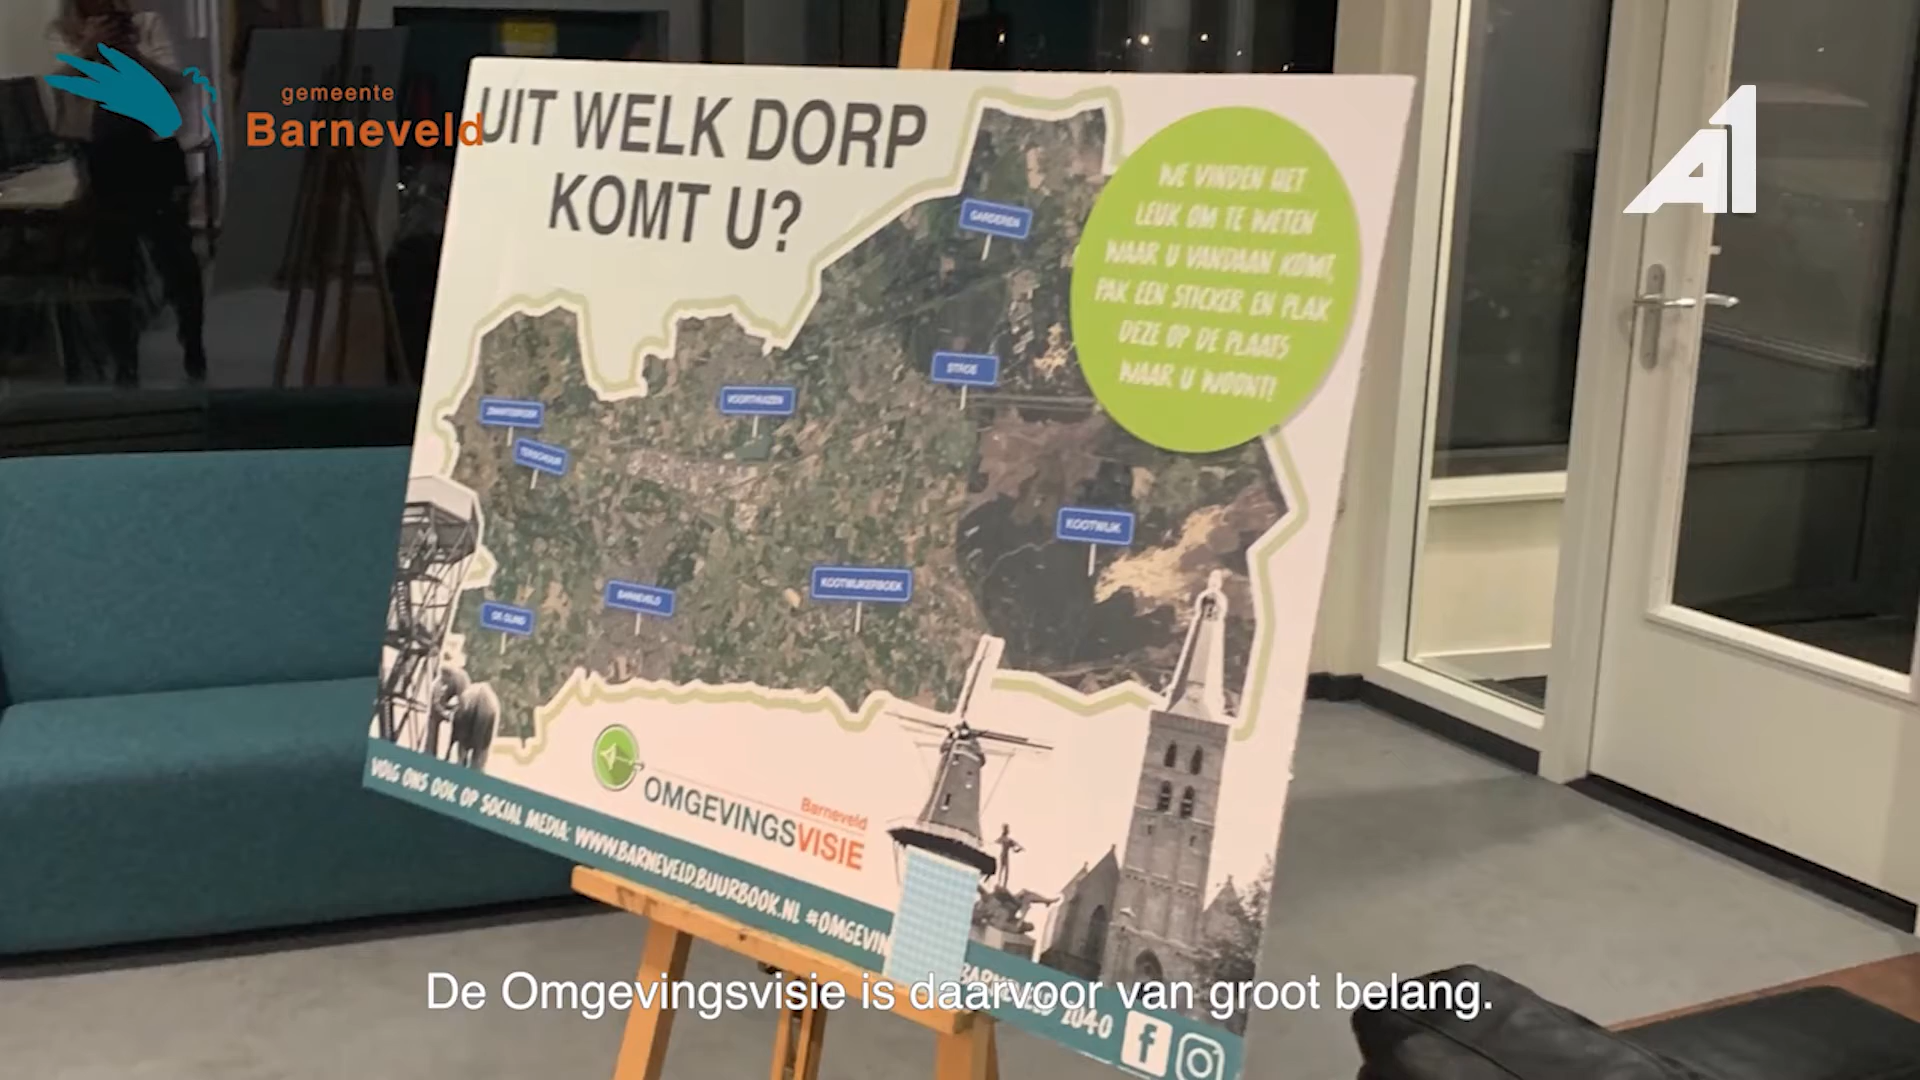 gemeente
Barneveld
A1
UIT WELK DORP
KOMT U?
WE VINDEN HET
LEUK OM TE WETEN
WAAR U VANDAAN KOMT,
PAK EEN STICKER EN PLAK
DEZE OP DE PLAATS
WAAR U WOONT!
GARDEREN
STROE
VOORTHUIZEN
ZWARTEBROEK
TERSCHUUR
KOOTWIJK
KOOTWIJKERBROEK
BARNEVELD
DE GLIND
Barneveld
OMGEVINGSVISIE
VOLG ONS OOK OP SOCIAL MEDIA: WWW.BARNEVELD.BUURBOOK.NL #OMGEVIN
BARNEVELD 2040
De Omgevingsvisie is daarvoor van groot belang.